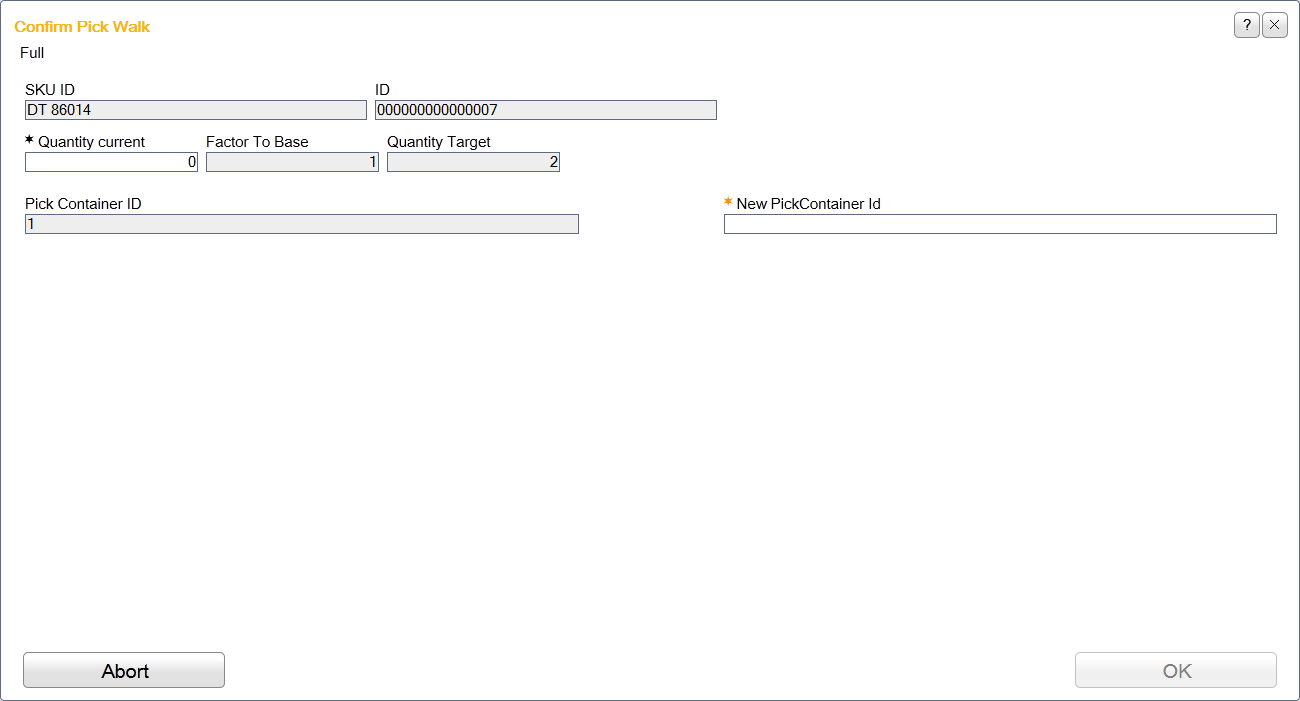 Confirm Pick Walk
?
Full
SKU ID ID
DT 86014 000000000000007
* Quantity current Factor To Base Quantity Target
0 1 2
Pick Container ID * New PickContainer Id
1
Abort OK